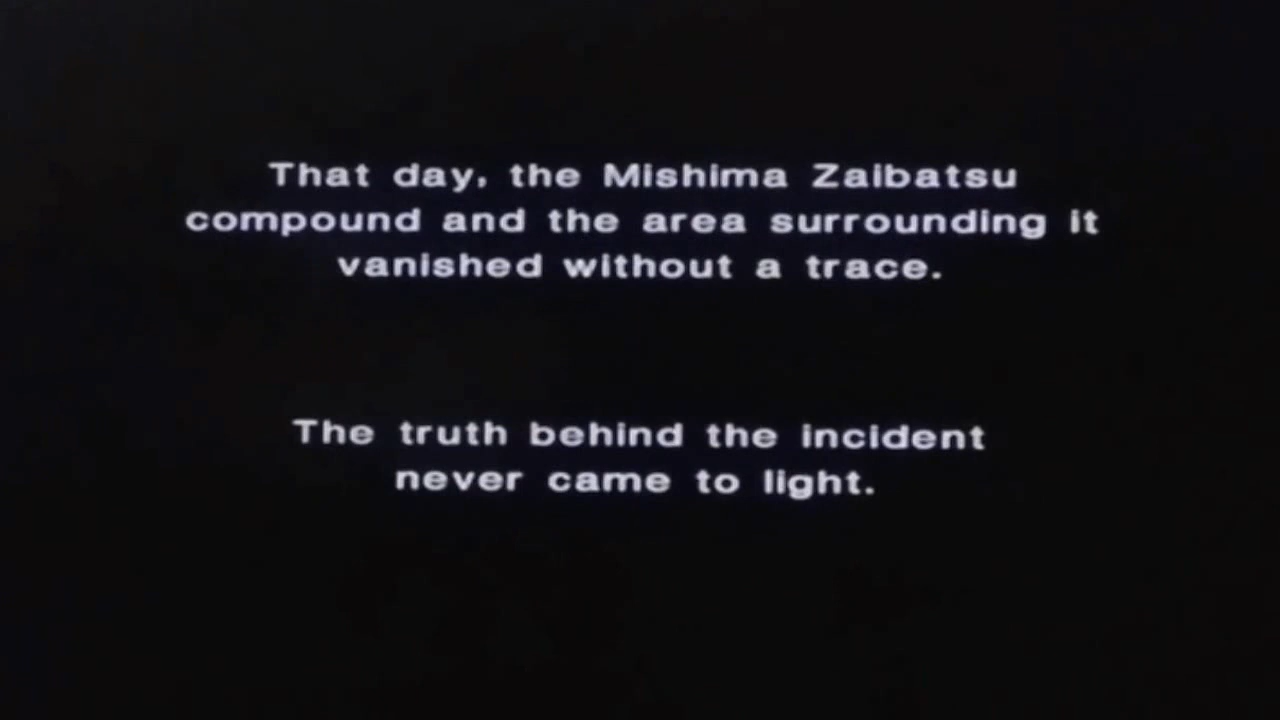 That day, the Mishima Zaibatsu
compound and the area surrounding it
vanished without a trace.
The truth behind the incident
never came to light.